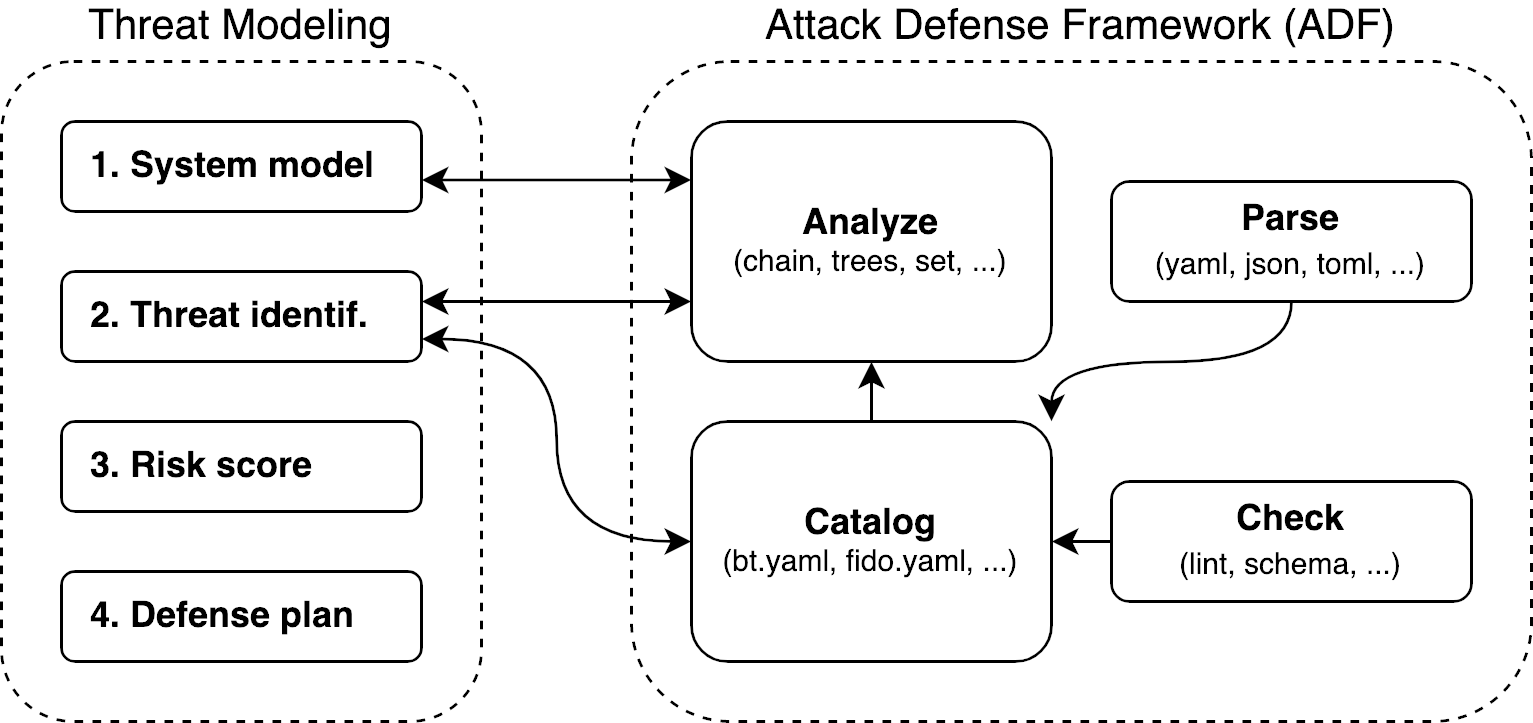 Threat Modeling
1. System model
2. Threat identif.
3. Risk score
4. Defense plan
Attack Defense Framework (ADF)
Analyze
(chain, trees, set, ...)
Parse
(yaml, json, toml, ...)
Catalog
(bt.yaml, fido.yaml, ...)
Check
(lint, schema, ...)